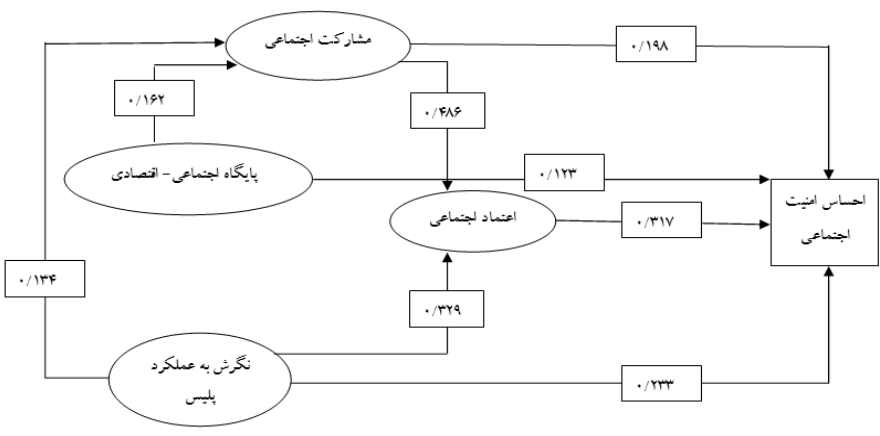 مشارکت اجتماعی
۰/۱۹۸
۰/۱۶۲
۰/۴۸۶
پایگاه اجتماعی- اقتصادی
۰/۱۲۳
احساس امنیت
اجتماعی
اعتماد اجتماعی
۰/۳۱۷
۰/۱۳۴
۰/۳۲۹
نگرش به عملکرد
پلیس
۰/۲۳۳